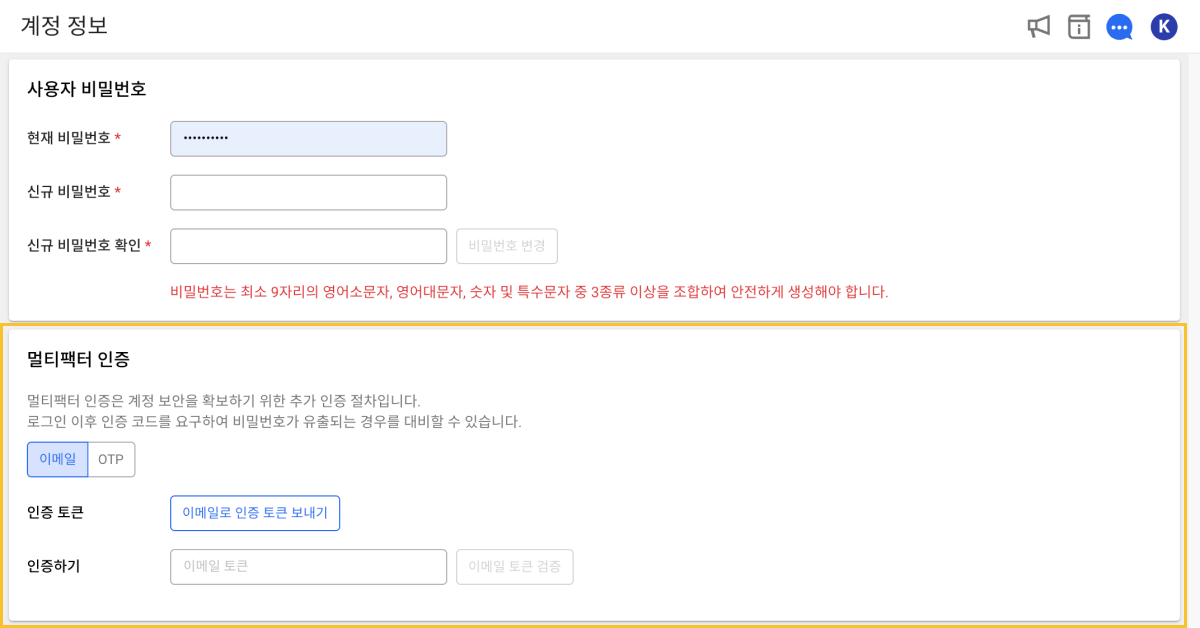 계정 정보
K
사용자 비밀번호
현재 비밀번호 *
••••••••••
신규 비밀번호 *
신규 비밀번호 확인 *
비밀번호 변경
비밀번호는 최소 9자리의 영어소문자, 영어대문자, 숫자 및 특수문자 중 3종류 이상을 조합하여 안전하게 생성해야 합니다.
멀티팩터 인증
멀티팩터 인증은 계정 보안을 확보하기 위한 추가 인증 절차입니다.
로그인 이후 인증 코드를 요구하여 비밀번호가 유출되는 경우를 대비할 수 있습니다.
이메일 OTP
인증 토큰
이메일로 인증 토큰 보내기
인증하기
이메일 토큰
이메일 토큰 검증